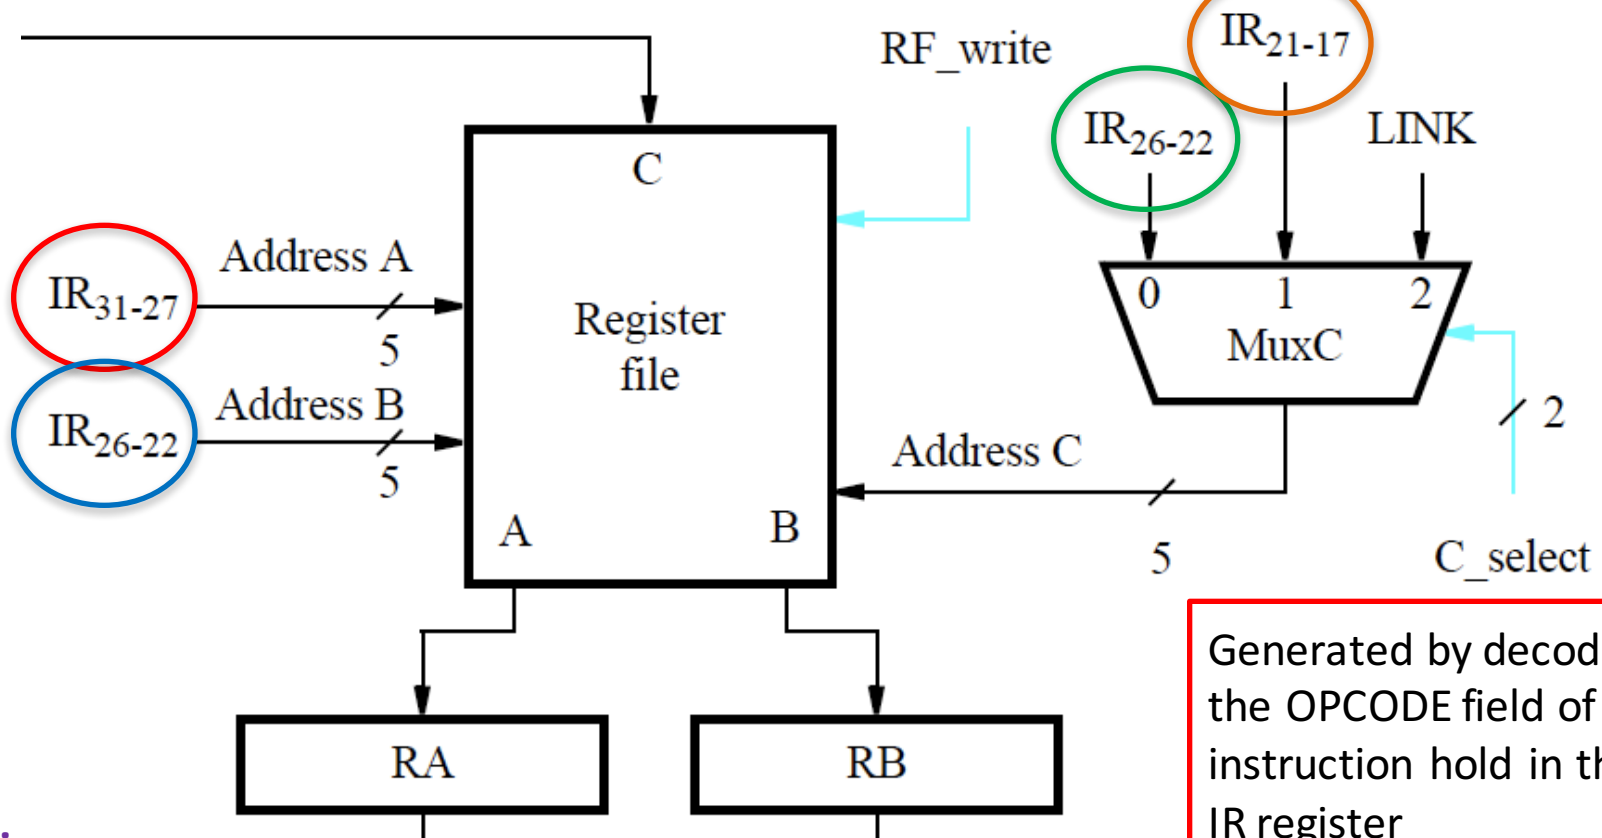 IR21-17
RF_write
IR26-22
LINK
C
Address A
IR31-27
5
0 1 2
Register
file
MuxC
Address B
IR26-22
5
2
Address C
A
B
5
C_select
Generated by decod
the OPCODE field of
instruction hold in th
IR register
RA
RB